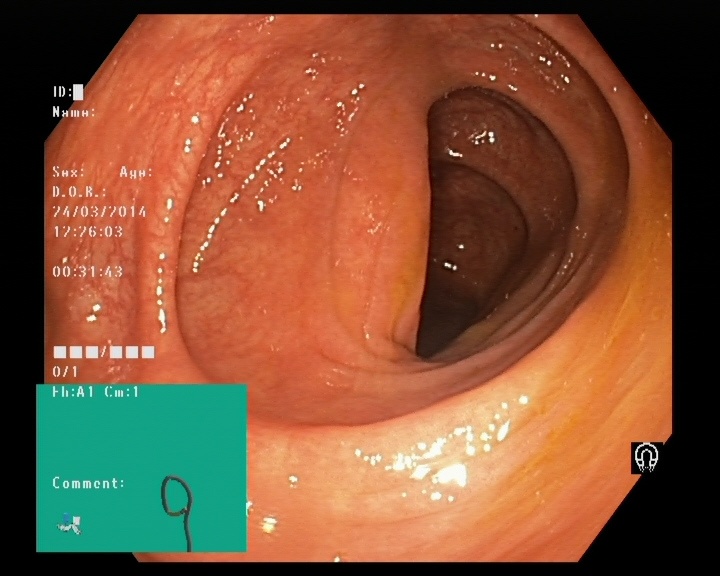 ID:
Name:
Sex: Age:
D.O.B.:
24/03/2014
12:26:03
00:31:43
■■■/■■■
0/1
Eh:A1 Cm:1
Comment: